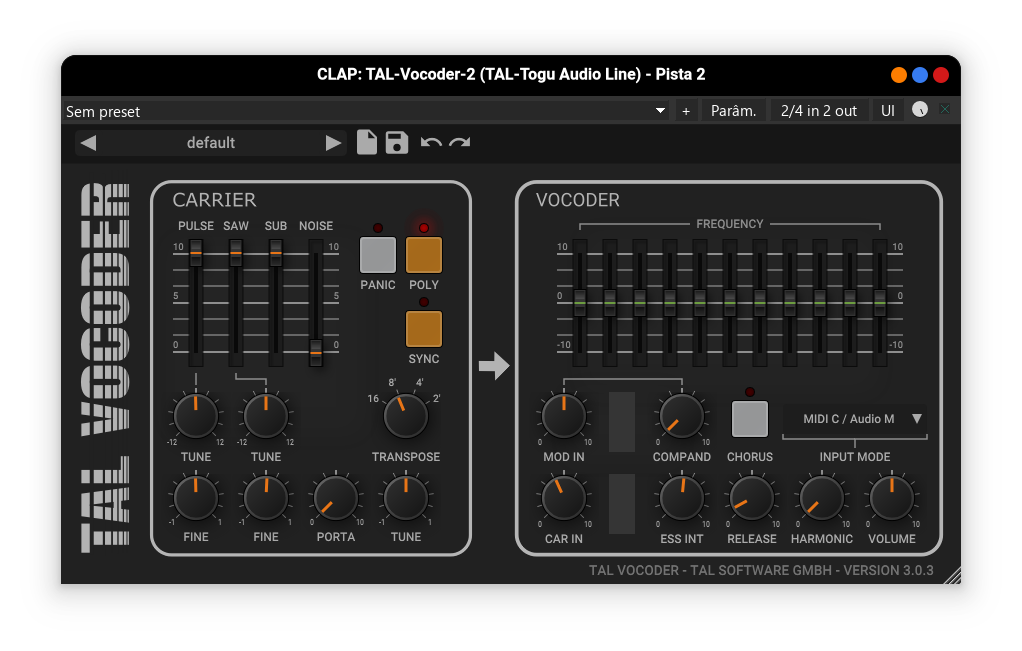 CLAP: TAL-Vocoder-2 (TAL-Togu Audio Line) - Pista 2
Sem preset + Parâm. 2/4 in 2 out UI
default
TAL VOCODER
CARRIER
PULSE SAW SUB NOISE
10 10
5 5
0 0
PANIC POLY
SYNC
8' 4'
16 2'
-12 12 -12 12
TUNE TUNE TRANSPOSE
-1 1 -1 1 0 10 -1 1
FINE FINE PORTA TUNE
VOCODER
FREQUENCY
10 10
0 0
-10 -10
MIDI C / Audio M
0 10 0 10
MOD IN COMPAND CHORUS INPUT MODE
0 10 0 10 0 10 0 10 0 10
CAR IN ESS INT RELEASE HARMONIC VOLUME
TAL VOCODER - TAL SOFTWARE GMBH - VERSION 3.0.3